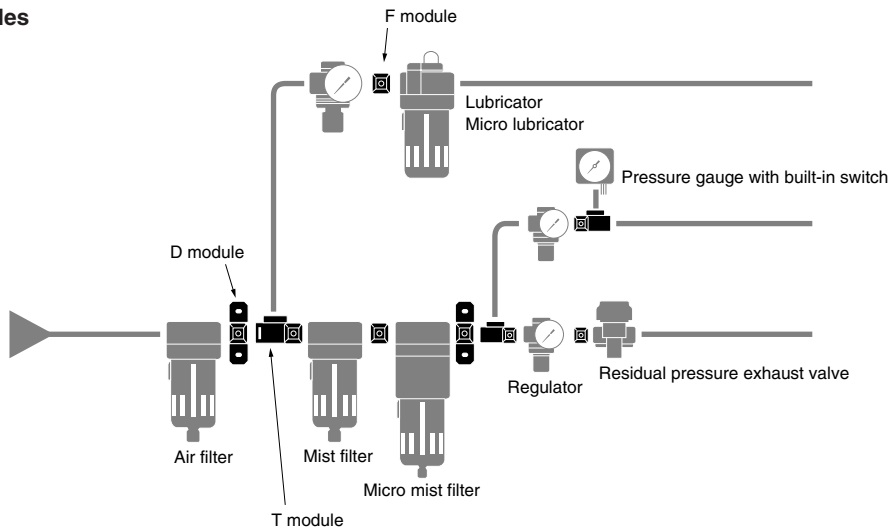 F module
Lubricator
Micro lubricator
Pressure gauge with built-in switch
D module
Regulator
Residual pressure exhaust valve
Air filter
Mist filter
Micro mist filter
T module